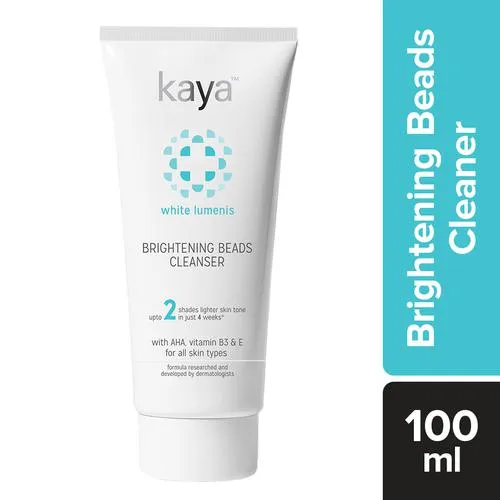 kaya™
white lumenis
BRIGHTENING BEADS
CLEANSER
upto 2 shades lighter skin tone
in just 4 weeks*
with AHA, vitamin B3 & E
for all skin types
formula researched and
developed by dermatologists
Brightening Beads
Cleaner
100
ml